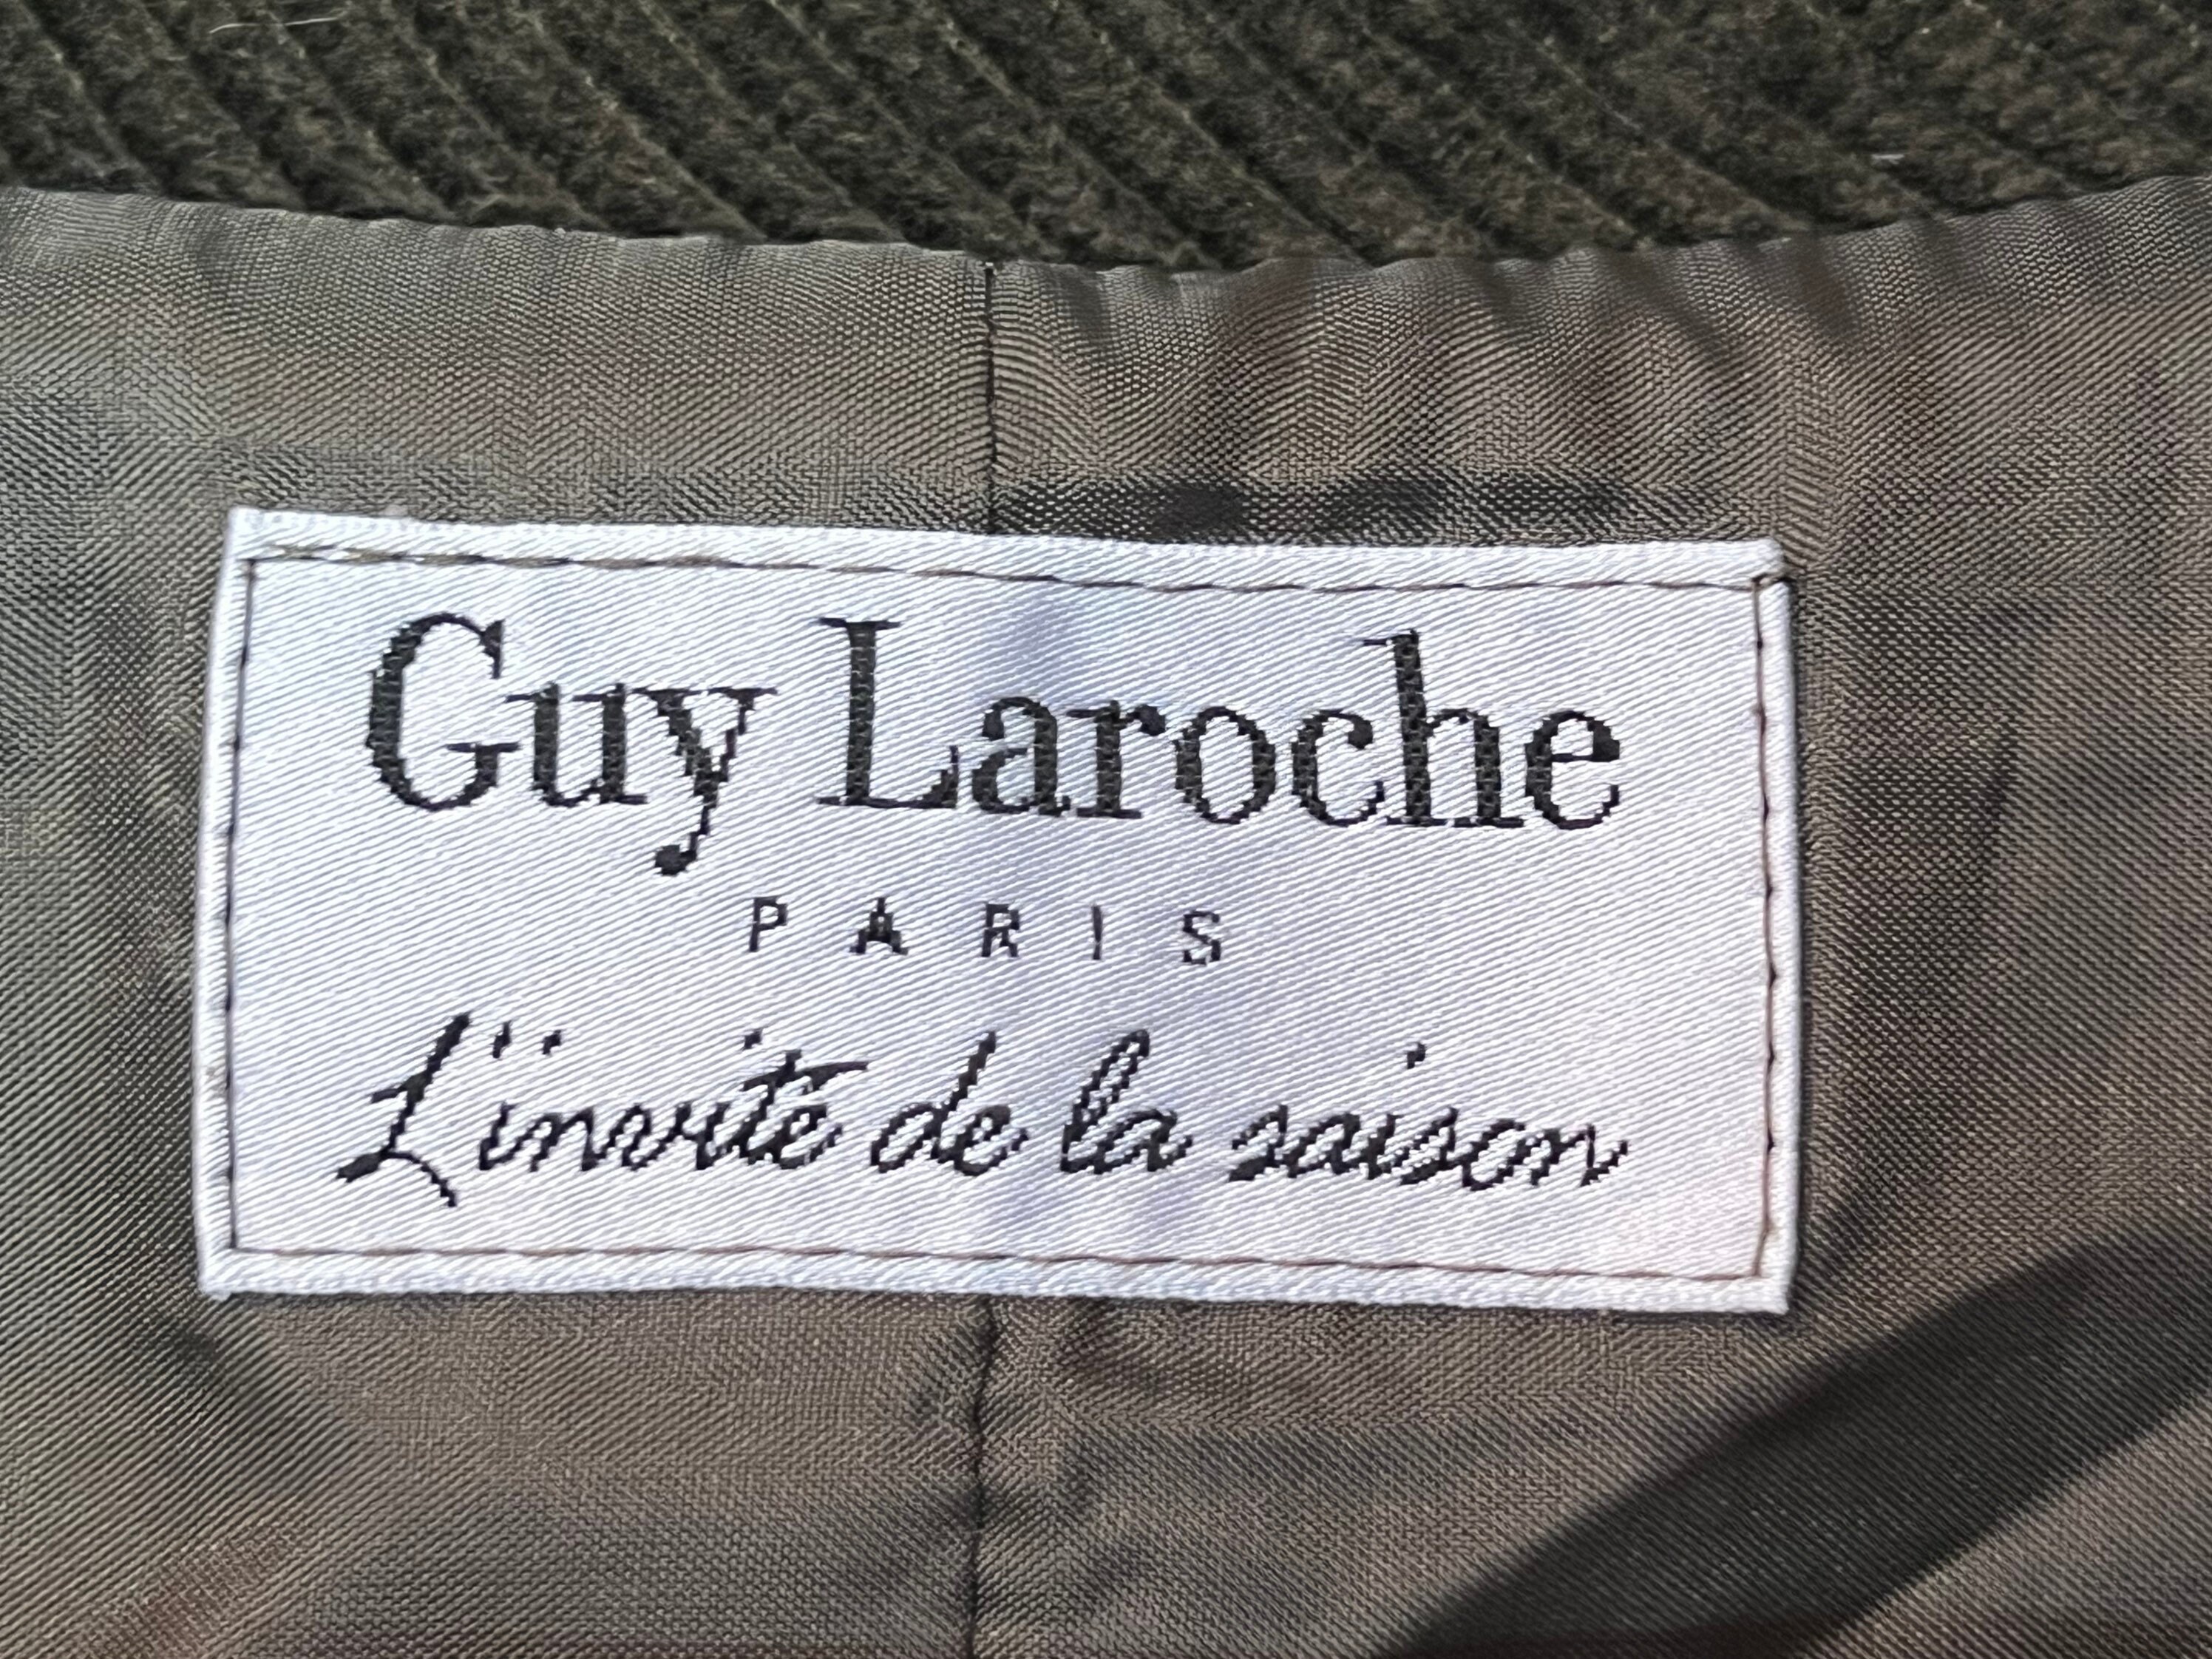 Guy Laroche
PARIS
L'invité de la saison